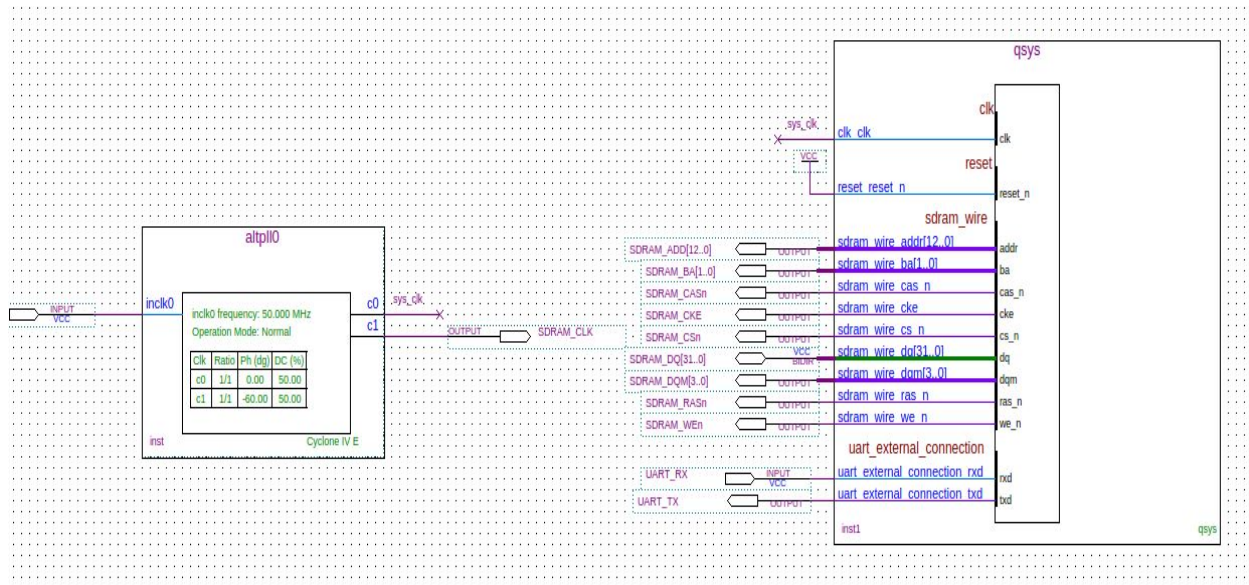 qsys
clk
sys_clk
clk_clk
clk
VCC
reset
reset_reset_n
reset_n
sdram_wire
SDRAM_ADD[12..0]
OUTPUT
sdram_wire_addr[12..0]
addr
SDRAM_BA[1..0]
OUTPUT
sdram_wire_ba[1..0]
ba
SDRAM_CASn
OUTPUT
sdram_wire_cas_n
cas_n
SDRAM_CKE
OUTPUT
sdram_wire_cke
cke
SDRAM_CSn
OUTPUT
sdram_wire_cs_n
cs_n
SDRAM_DQ[31..0]
VCC
BIDIR
sdram_wire_dq[31..0]
dq
SDRAM_DQM[3..0]
OUTPUT
sdram_wire_dqm[3..0]
dqm
SDRAM_RASn
OUTPUT
sdram_wire_ras_n
ras_n
SDRAM_WEn
OUTPUT
sdram_wire_we_n
we_n
uart_external_connection
UART_RX
INPUT
VCC
uart_external_connection_rxd
rxd
UART_TX
OUTPUT
uart_external_connection_txd
txd
inst1
qsys
altpll0
INPUT
VCC
inclk0
c0
sys_clk
c1
OUTPUT
SDRAM_CLK
inclk0 frequency: 50.000 MHz
Operation Mode: Normal
Clk Ratio Ph (dg) DC (%)
c0 1/1 0.00 50.00
c1 1/1 -60.00 50.00
inst
Cyclone IV E